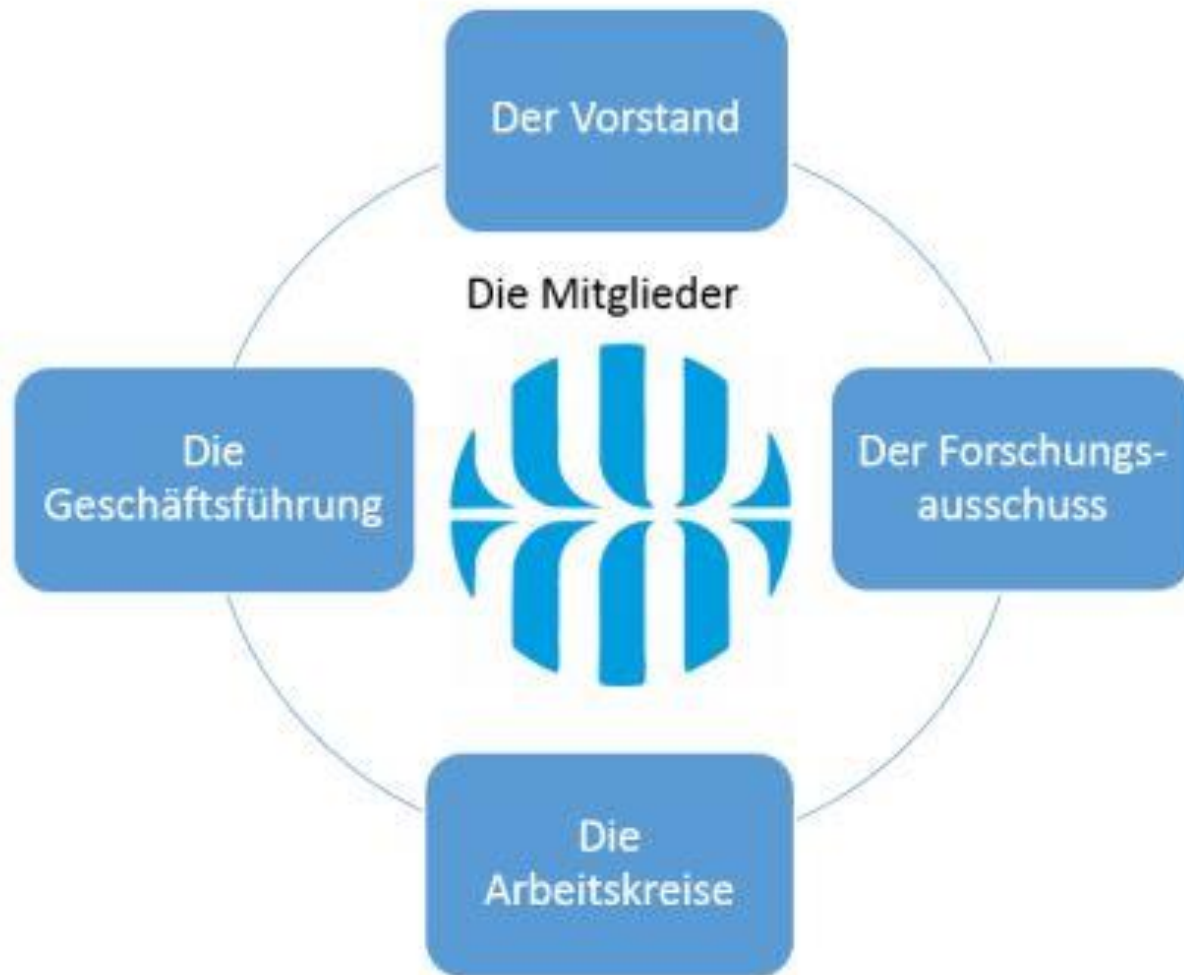 Der Vorstand
Die Mitglieder
Die
Geschäftsführung
Der Forschungs-
ausschuss
Die
Arbeitskreise